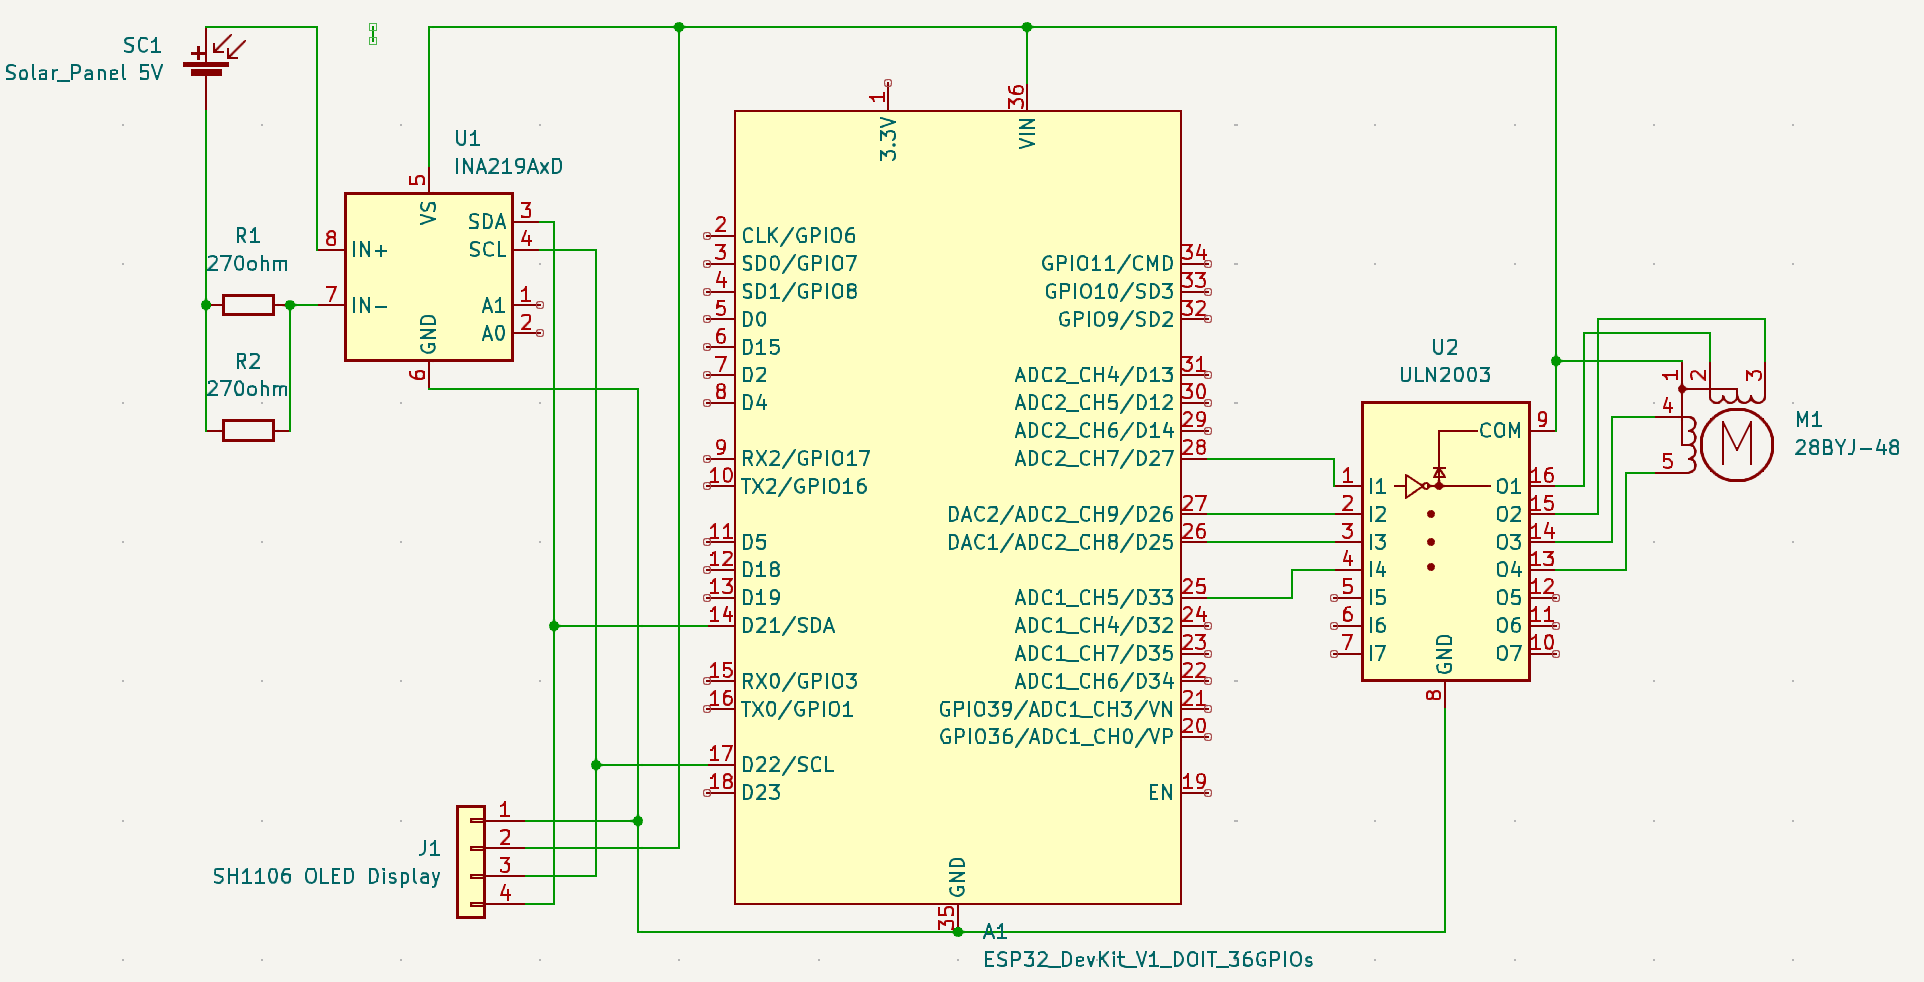 SC1
Solar_Panel 5V
+
U1
INA219AxD
5
VS
SDA 3
SCL 4
8 IN+
7 IN-
A1 1
A0 2
GND
6
R1
270ohm
R2
270ohm
1
3.3V
36
VIN
2 CLK/GPIO6
3 SD0/GPIO7
4 SD1/GPIO8
5 D0
6 D15
7 D2
8 D4
9 RX2/GPIO17
10 TX2/GPIO16
11 D5
12 D18
13 D19
14 D21/SDA
15 RX0/GPIO3
16 TX0/GPIO1
17 D22/SCL
18 D23
GPIO11/CMD 34
GPIO10/SD3 33
GPIO9/SD2 32
ADC2_CH4/D13 31
ADC2_CH5/D12 30
ADC2_CH6/D14 29
ADC2_CH7/D27 28
DAC2/ADC2_CH9/D26 27
DAC1/ADC2_CH8/D25 26
ADC1_CH5/D33 25
ADC1_CH4/D32 24
ADC1_CH7/D35 23
ADC1_CH6/D34 22
GPIO39/ADC1_CH3/VN 21
GPIO36/ADC1_CH0/VP 20
EN 19
GND
35
A1
ESP32_DevKit_V1_DOIT_36GPIOs
J1
SH1106 OLED Display
1
2
3
4
U2
ULN2003
COM 9
1 I1
2 I2
3 I3
4 I4
5 I5
6 I6
7 I7
O1 16
O2 15
O3 14
O4 13
O5 12
O6 11
O7 10
GND
8
1
2
3
4
5
M
M1
28BYJ-48